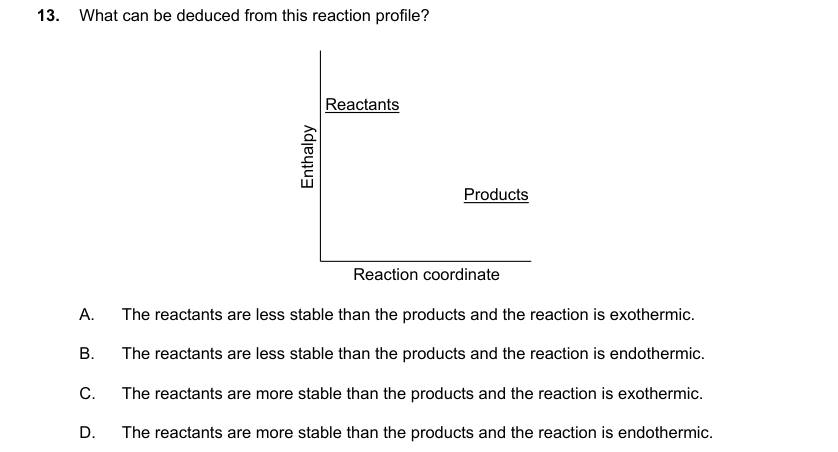 13. What can be deduced from this reaction profile?
Reactants
Enthalpy
Products
Reaction coordinate
A. The reactants are less stable than the products and the reaction is exothermic.
B. The reactants are less stable than the products and the reaction is endothermic.
C. The reactants are more stable than the products and the reaction is exothermic.
D. The reactants are more stable than the products and the reaction is endothermic.